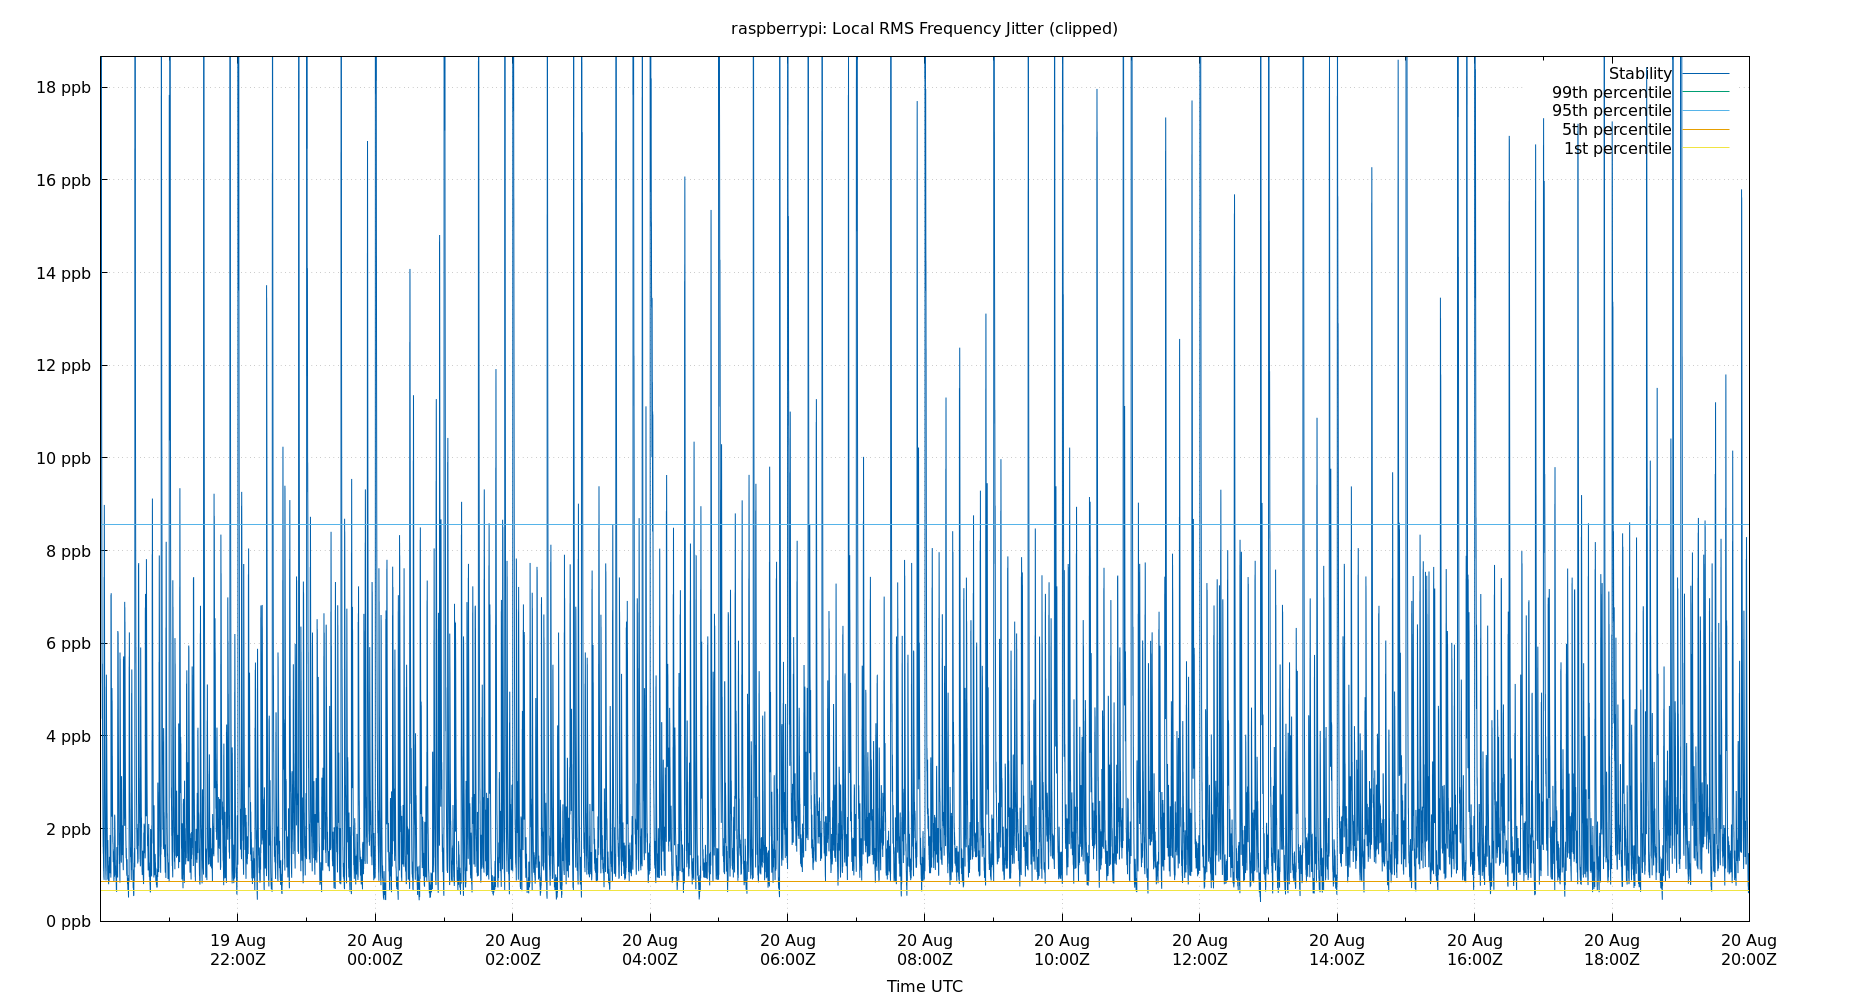 raspberrypi: Local RMS Frequency Jitter (clipped)
18 ppb
16 ppb
14 ppb
12 ppb
10 ppb
8 ppb
6 ppb
4 ppb
2 ppb
0 ppb
Stability
99th percentile
95th percentile
5th percentile
1st percentile
19 Aug 20 Aug 20 Aug 20 Aug 20 Aug 20 Aug 20 Aug 20 Aug 20 Aug 20 Aug 20 Aug 20 Aug
22:00Z 00:00Z 02:00Z 04:00Z 06:00Z 08:00Z 10:00Z 12:00Z 14:00Z 16:00Z 18:00Z 20:00Z
Time UTC